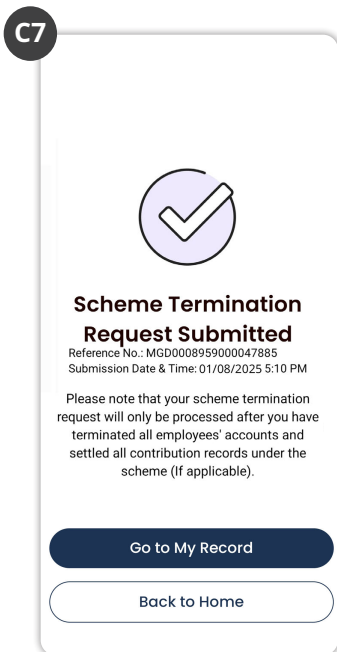 C7
Scheme Termination
Request Submitted
Reference No.: MGD0008959000047885
Submission Date & Time: 01/08/2025 5:10 PM
Please note that your scheme termination
request will only be processed after you have
terminated all employees' accounts and
settled all contribution records under the
scheme (If applicable).
Go to My Record
Back to Home